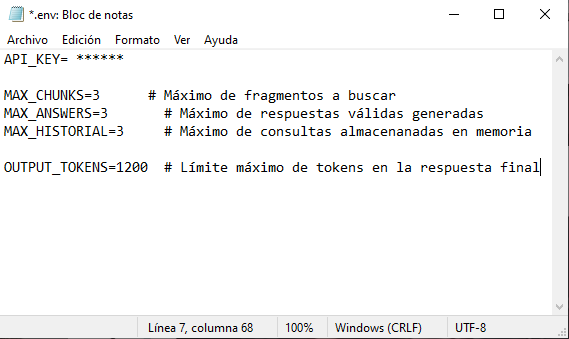 *.env: Bloc de notas
Archivo Edición Formato Ver Ayuda
API_KEY= ******
MAX_CHUNKS=3 # Máximo de fragmentos a buscar
MAX_ANSWERS=3 # Máximo de respuestas válidas generadas
MAX_HISTORIAL=3 # Máximo de consultas almacenanadas en memoria
OUTPUT_TOKENS=1200 # Límite máximo de tokens en la respuesta final
Línea 7, columna 68 100% Windows (CRLF) UTF-8